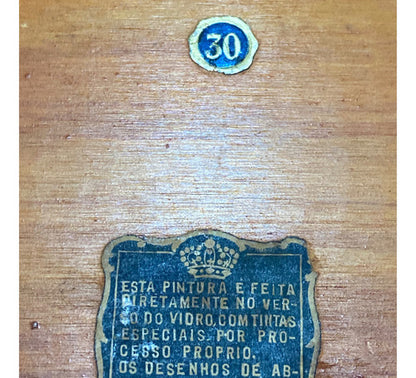 30
ESTA PINTURA E FEITA
DIRETAMENTE NO VER-
SO DO VIDRO, COM TINTAS
ESPECIAIS, POR PRO-
CESSO PROPRIO,
OS DESENHOS DE AB-